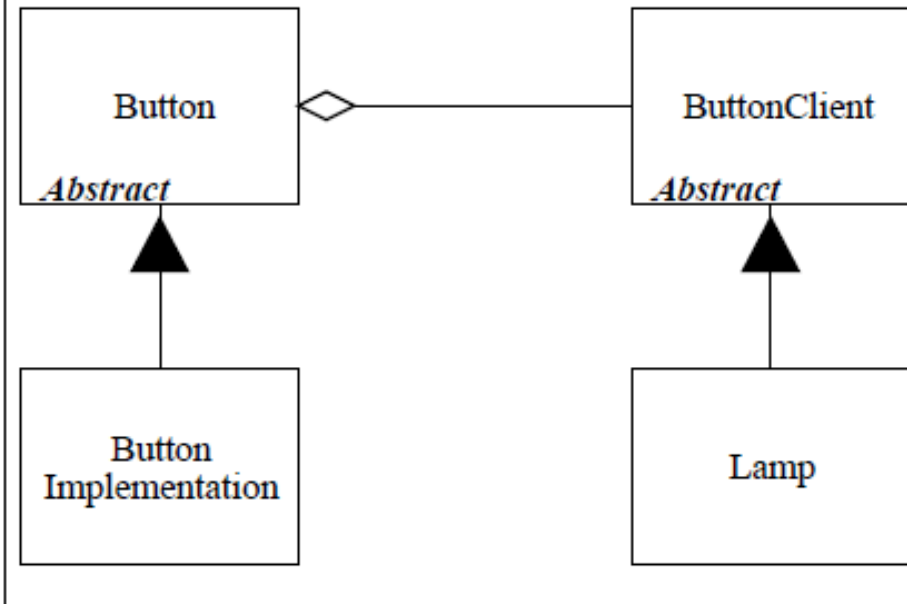 Button
ButtonClient
Abstract
Abstract
Button
Implementation
Lamp